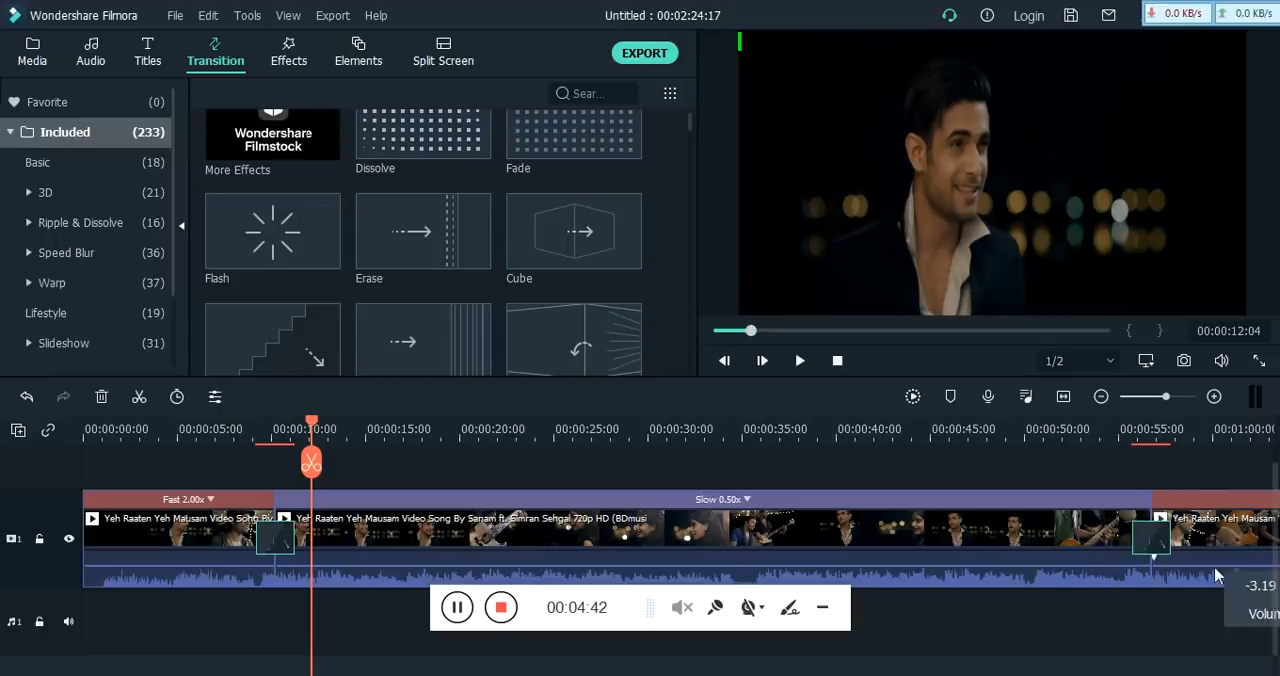 Wondershare Filmora File Edit Tools View Export Help Untitled : 00:02:24:17 Login 0.0 KB/s 0.0 KB/s
Media Audio Titles Transition Effects Elements Split Screen EXPORT
Favorite (0)
Included (233)
Basic (18)
3D (21)
Ripple & Dissolve (16)
Speed Blur (36)
Warp (37)
Lifestyle (19)
Slideshow (31)
Sear...
Wondershare
Filmstock
More Effects Dissolve Fade
Flash Erase Cube
00:00:12:04
1/2
00:00:00:00 00:00:05:00 00:00:10:00 00:00:15:00 00:00:20:00 00:00:25:00 00:00:30:00 00:00:35:00 00:00:40:00 00:00:45:00 00:00:50:00 00:00:55:00 00:01:00:0
Fast 2.00x Slow 0.50x
Yeh Raaten Yeh Mausam Video Song By Yeh Raaten Yeh Mausam Video Song By Sanam ft. Simran Sehgal 720p HD (BDmusi Yeh Raaten Yeh Mausam
1
-3.19
Volum
00:04:42
1